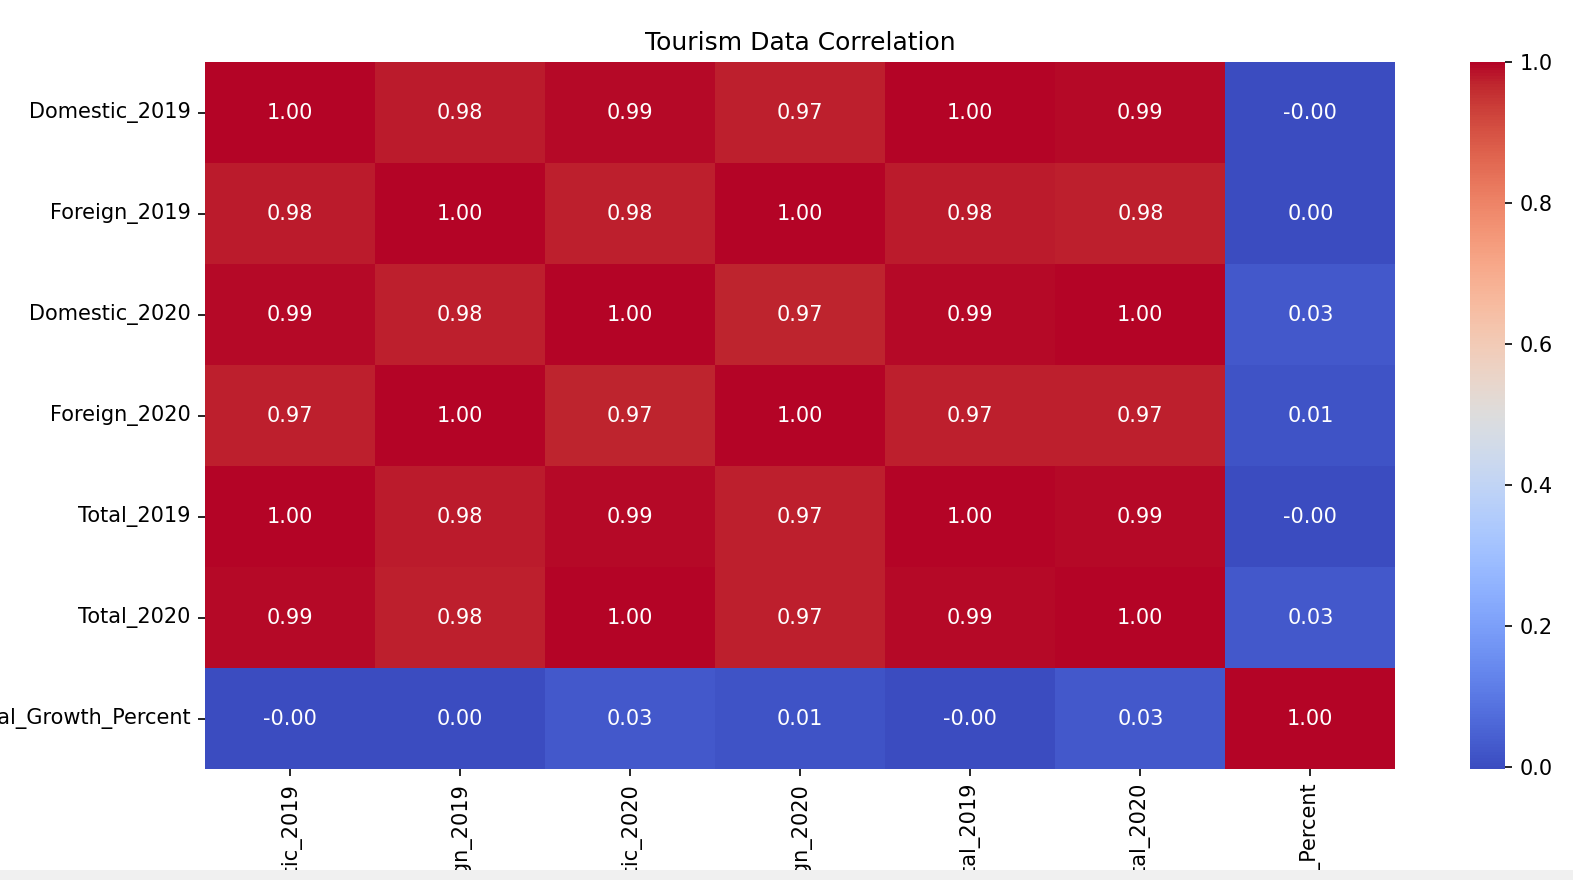 Tourism Data Correlation
Domestic_2019 1.00 0.98 0.99 0.97 1.00 0.99 -0.00
Foreign_2019 0.98 1.00 0.98 1.00 0.98 0.98 0.00
Domestic_2020 0.99 0.98 1.00 0.97 0.99 1.00 0.03
Foreign_2020 0.97 1.00 0.97 1.00 0.97 0.97 0.01
Total_2019 1.00 0.98 0.99 0.97 1.00 0.99 -0.00
Total_2020 0.99 0.98 1.00 0.97 0.99 1.00 0.03
al_Growth_Percent -0.00 0.00 0.03 0.01 -0.00 0.03 1.00
tic_2019
gn_2019
tic_2020
gn_2020
tal_2019
tal_2020
_Percent
1.0
0.8
0.6
0.4
0.2
0.0